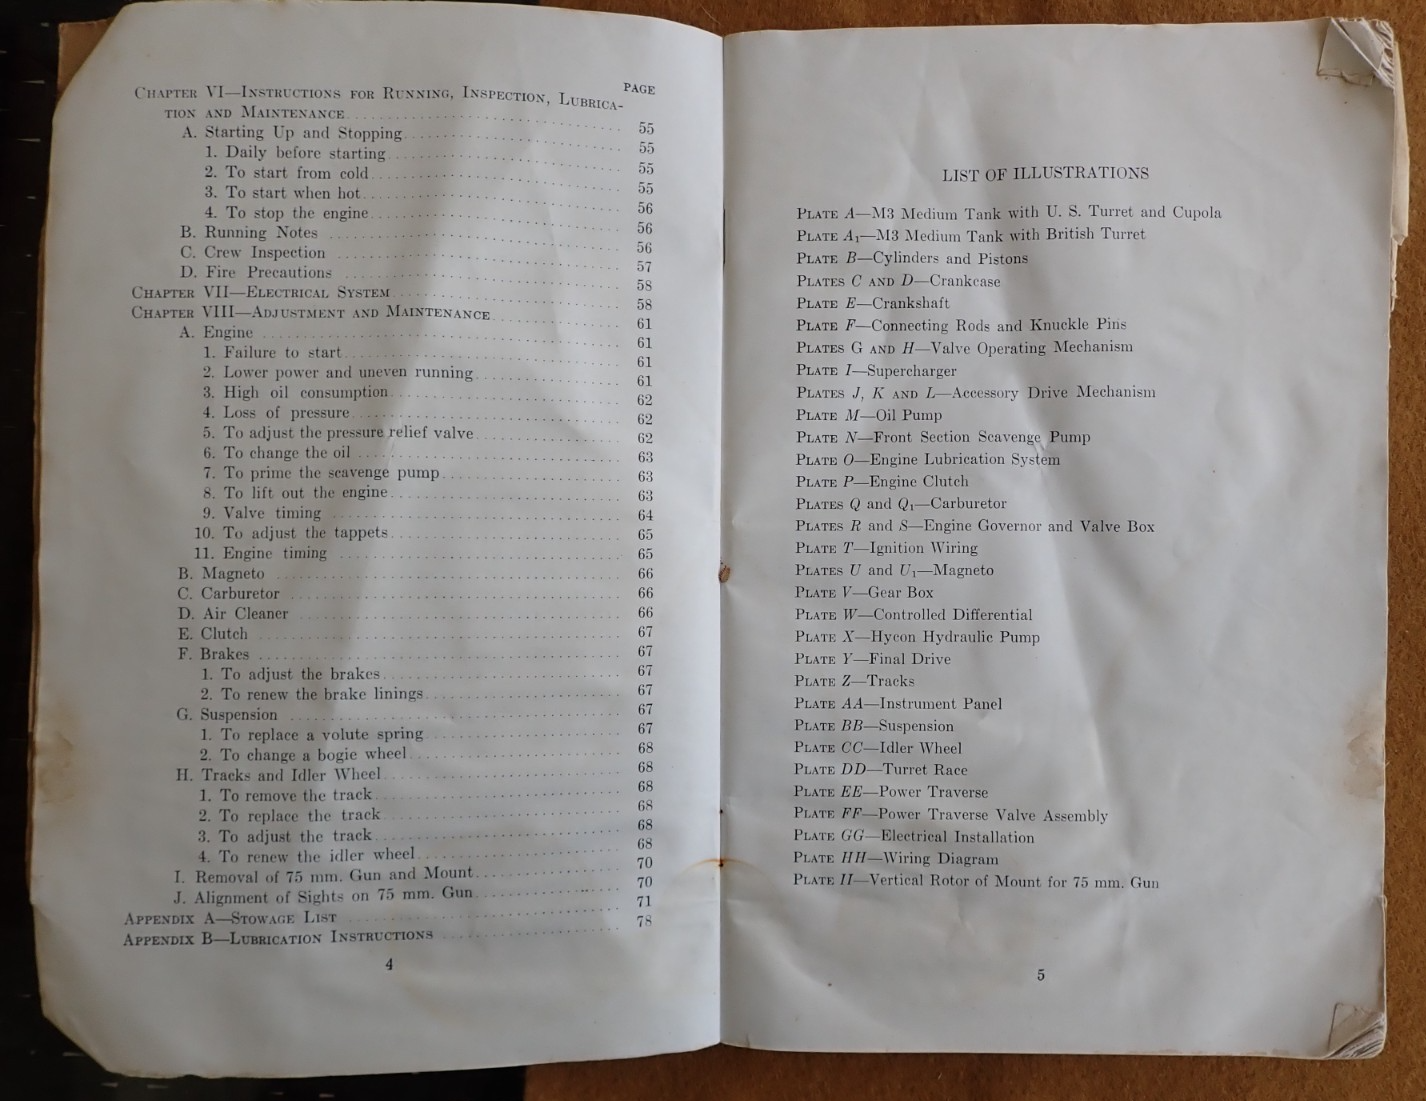 PAGE
CHAPTER VI—INSTRUCTIONS FOR RUNNING, INSPECTION, LUBRICA-
TION AND MAINTENANCE 55
A. Starting Up and Stopping 55
1. Daily before starting 55
2. To start from cold 55
3. To start when hot 56
4. To stop the engine 56
B. Running Notes 56
C. Crew Inspection 57
D. Fire Precautions 58
CHAPTER VII—ELECTRICAL SYSTEM 58
CHAPTER VIII—ADJUSTMENT AND MAINTENANCE 61
A. Engine 61
1. Failure to start 61
2. Lower power and uneven running 61
3. High oil consumption 62
4. Loss of pressure 62
5. To adjust the pressure relief valve 62
6. To change the oil 63
7. To prime the scavenge pump 63
8. To lift out the engine 63
9. Valve timing 64
10. To adjust the tappets 65
11. Engine timing 65
B. Magneto 66
C. Carburetor 66
D. Air Cleaner 66
E. Clutch 67
F. Brakes 67
1. To adjust the brakes 67
2. To renew the brake linings 67
G. Suspension 67
1. To replace a volute spring 67
2. To change a bogie wheel 68
H. Tracks and Idler Wheel 68
1. To remove the track 68
2. To replace the track 68
3. To adjust the track 68
4. To renew the idler wheel 68
I. Removal of 75 mm. Gun and Mount 70
J. Alignment of Sights on 75 mm. Gun 70
APPENDIX A—STOWAGE LIST 71
APPENDIX B—LUBRICATION INSTRUCTIONS 78
4
LIST OF ILLUSTRATIONS
PLATE A—M3 Medium Tank with U. S. Turret and Cupola
PLATE A1—M3 Medium Tank with British Turret
PLATE B—Cylinders and Pistons
PLATES C AND D—Crankcase
PLATE E—Crankshaft
PLATE F—Connecting Rods and Knuckle Pins
PLATES G AND H—Valve Operating Mechanism
PLATE I—Supercharger
PLATES J, K AND L—Accessory Drive Mechanism
PLATE M—Oil Pump
PLATE N—Front Section Scavenge Pump
PLATE O—Engine Lubrication System
PLATE P—Engine Clutch
PLATES Q and Q1—Carburetor
PLATES R and S—Engine Governor and Valve Box
PLATE T—Ignition Wiring
PLATES U and U1—Magneto
PLATE V—Gear Box
PLATE W—Controlled Differential
PLATE X—Hycon Hydraulic Pump
PLATE Y—Final Drive
PLATE Z—Tracks
PLATE AA—Instrument Panel
PLATE BB—Suspension
PLATE CC—Idler Wheel
PLATE DD—Turret Race
PLATE EE—Power Traverse
PLATE FF—Power Traverse Valve Assembly
PLATE GG—Electrical Installation
PLATE HH—Wiring Diagram
PLATE II—Vertical Rotor of Mount for 75 mm. Gun
5